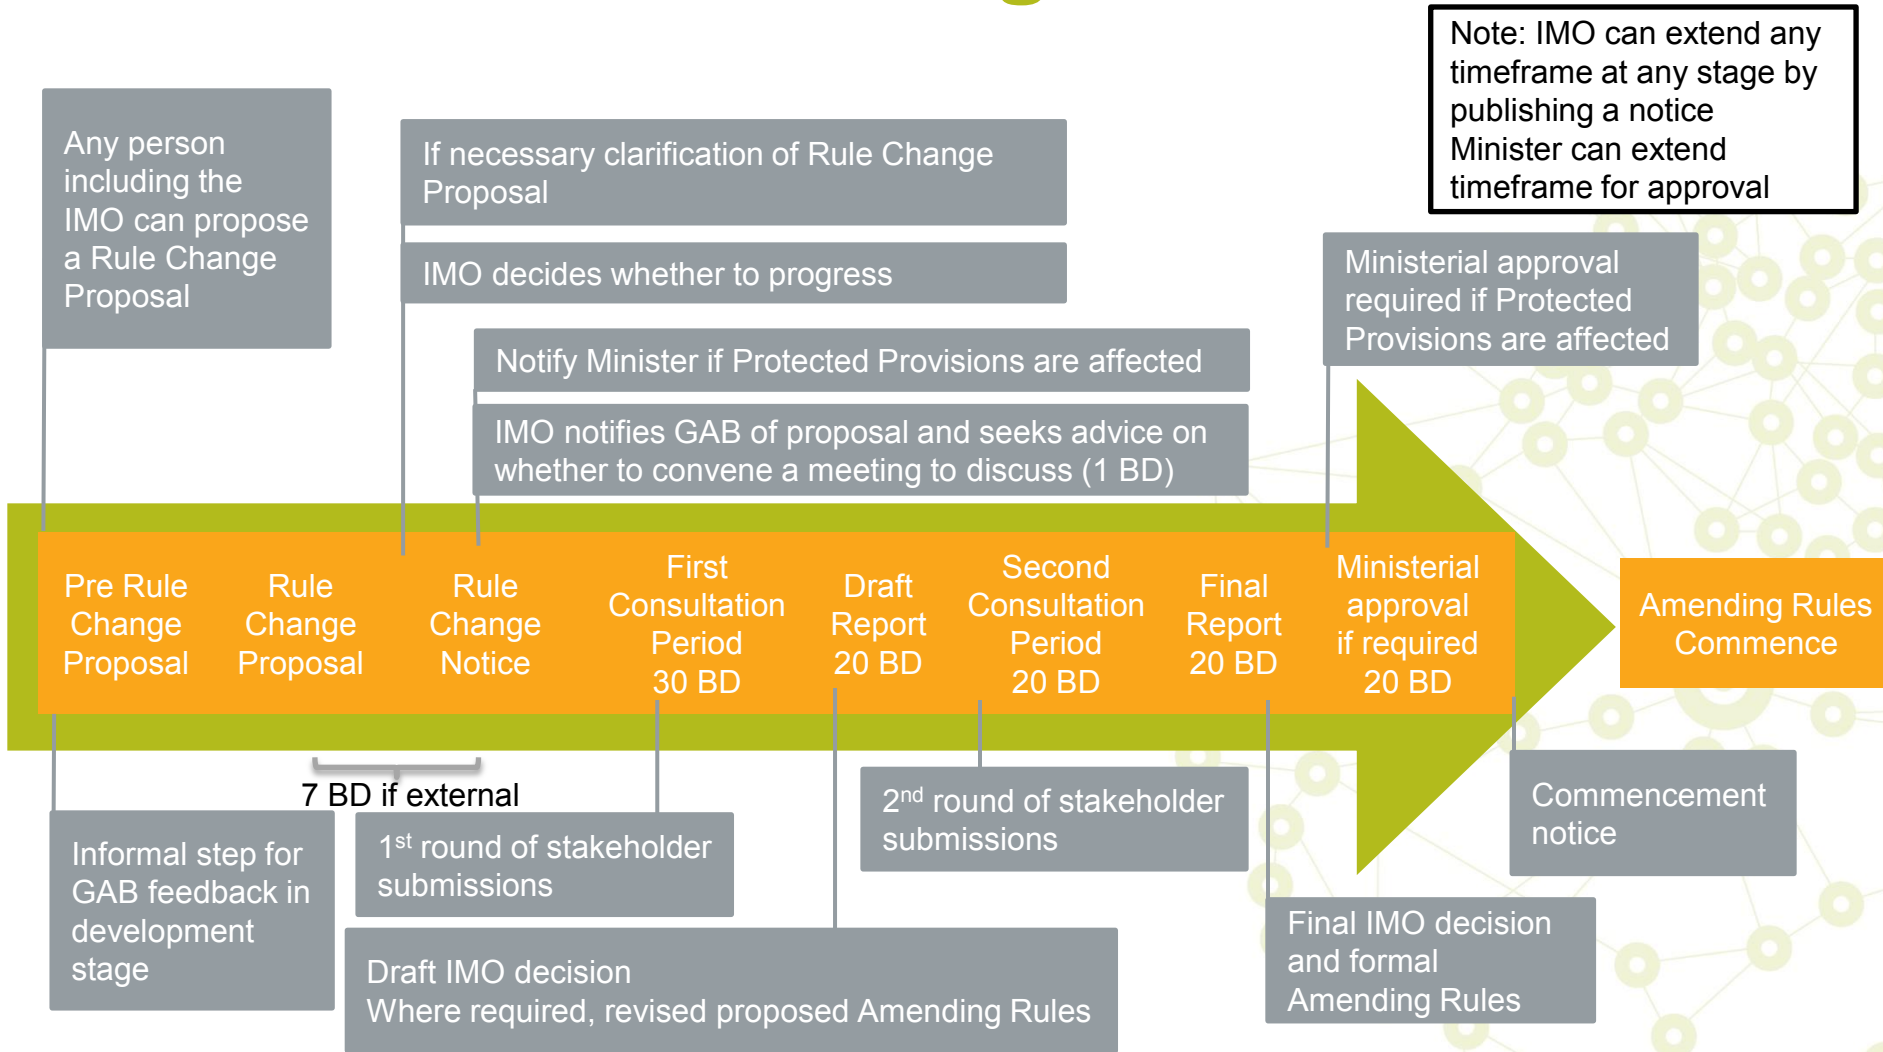 Note: IMO can extend any
timeframe at any stage by
publishing a notice
Minister can extend
timeframe for approval
Any person
including the
IMO can propose
a Rule Change
Proposal
If necessary clarification of Rule Change
Proposal
IMO decides whether to progress
Notify Minister if Protected Provisions are affected
IMO notifies GAB of proposal and seeks advice on
whether to convene a meeting to discuss (1 BD)
Ministerial approval
required if Protected
Provisions are affected
Pre Rule
Change
Proposal
Rule
Change
Proposal
Rule
Change
Notice
First
Consultation
Period
30 BD
Draft
Report
20 BD
Second
Consultation
Period
20 BD
Final
Report
20 BD
Ministerial
approval
if required
20 BD
Amending Rules
Commence
7 BD if external
Informal step for
GAB feedback in
development
stage
1st round of stakeholder
submissions
Draft IMO decision
Where required, revised proposed Amending Rules
2nd round of stakeholder
submissions
Final IMO decision
and formal
Amending Rules
Commencement
notice